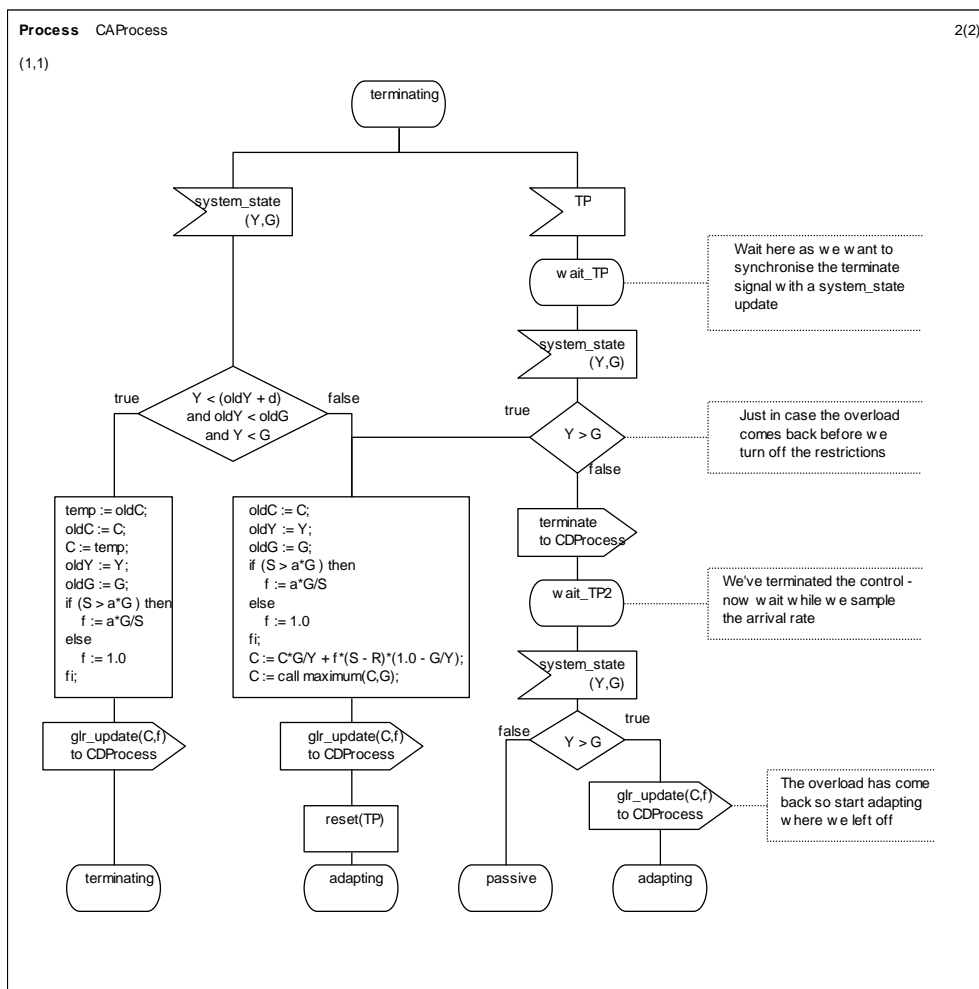 Process CAProcess
2(2)
(1,1)
terminating
system_state
(Y,G)
TP
wait_TP
Wait here as we want to
synchronise the terminate
signal with a system_state
update
system_state
(Y,G)
true
Y < (oldY + d)
and oldY < oldG
and Y < G
false
true
Y > G
false
Just in case the overload
comes back before we
turn off the restrictions
temp := oldC;
oldC := C;
C := temp;
oldY := Y;
oldG := G;
if (S > a*G ) then
f := a*G/S
else
f := 1.0
fi;
oldC := C;
oldY := Y;
oldG := G;
if (S > a*G ) then
f := a*G/S
else
f := 1.0
fi;
C := C*G/Y + f*(S - R)*(1.0 - G/Y);
C := call maximum(C,G);
terminate
to CDProcess
wait_TP2
We've terminated the control -
now wait while we sample
the arrival rate
system_state
(Y,G)
false
Y > G
true
glr_update(C,f)
to CDProcess
glr_update(C,f)
to CDProcess
glr_update(C,f)
to CDProcess
The overload has come
back so start adapting
where we left off
reset(TP)
terminating
adapting
passive
adapting